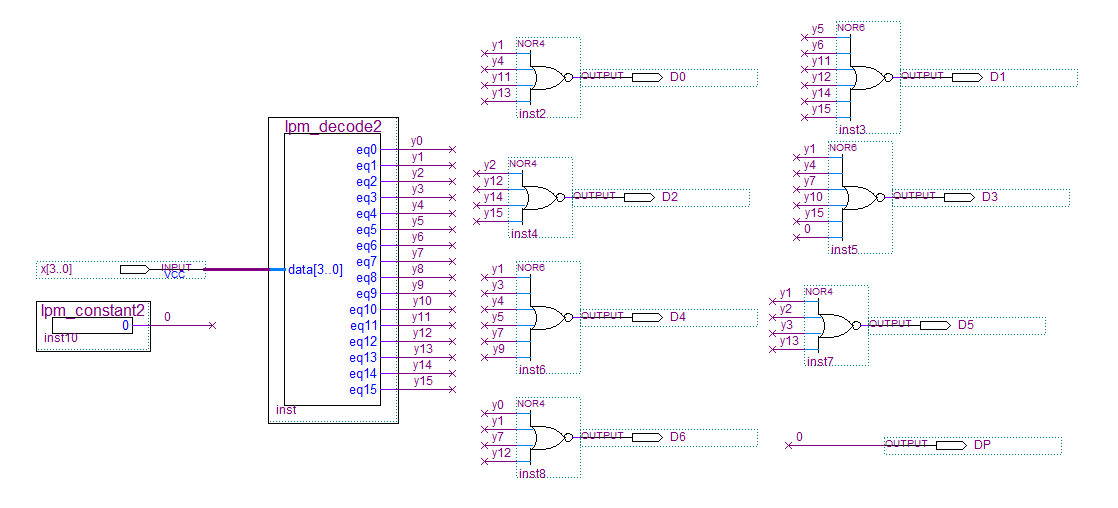 lpm_decode2
eq0
eq1
eq2
eq3
eq4
eq5
eq6
eq7
eq8
eq9
eq10
eq11
eq12
eq13
eq14
eq15
data[3..0]
inst
y0
y1
y2
y3
y4
y5
y6
y7
y8
y9
y10
y11
y12
y13
y14
y15
x[3..0]
INPUT
VCC
lpm_constant2
0
0
inst10
NOR4
y1
y4
y11
y13
inst2
OUTPUT
D0
NOR6
y5
y6
y11
y12
y14
y15
inst3
OUTPUT
D1
NOR4
y2
y12
y14
y15
inst4
OUTPUT
D2
NOR6
y1
y4
y7
y10
y15
0
inst5
OUTPUT
D3
NOR6
y1
y3
y4
y5
y7
y9
inst6
OUTPUT
D4
NOR4
y1
y2
y3
y13
inst7
OUTPUT
D5
NOR4
y0
y1
y7
y12
inst8
OUTPUT
D6
0
OUTPUT
DP